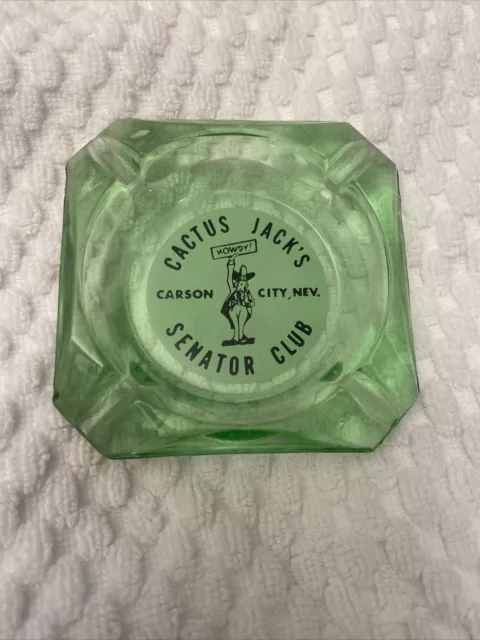 CACTUS JACK'S
HOWDY!
CARSON CITY, NEV.
SENATOR CLUB